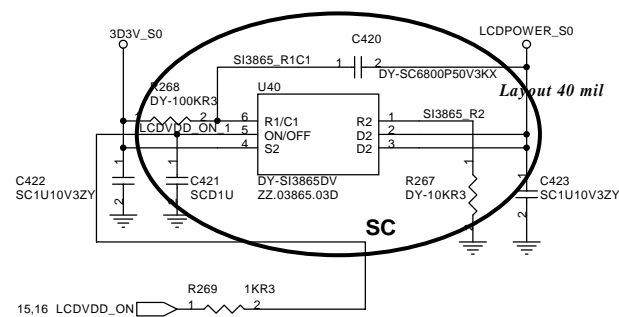 3D3V_S0
C420
LCDPOWER_S0
SI3865_R1C1
1
2
DY-SC6800P50V3KX
R268
DY-100KR3
U40
Layout 40 mil
1
2
6
R1/C1
R2
1
SI3865_R2
LCDVDD_ON_1
5
ON/OFF
D2
2
4
S2
D2
3
C422
SC1U10V3ZY
1
2
C421
SCD1U
1
2
DY-SI3865DV
ZZ.03865.03D
R267
DY-10KR3
1
2
C423
SC1U10V3ZY
1
2
SC
R269
1KR3
15,16 LCDVDD_ON
1
2